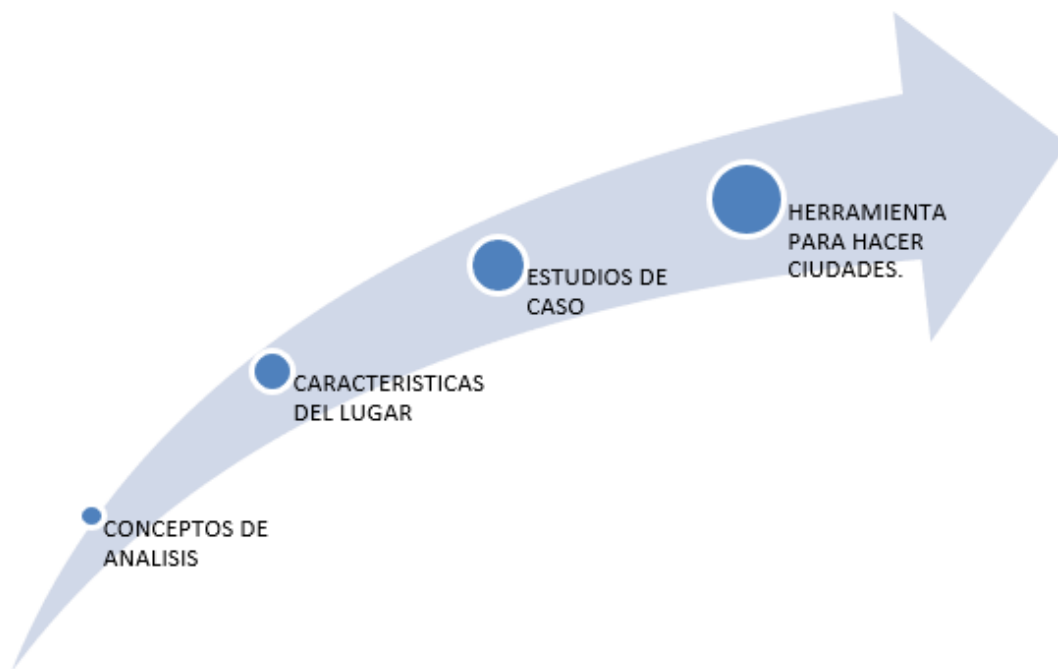 CONCEPTOS DE
ANALISIS
CARACTERISTICAS
DEL LUGAR
ESTUDIOS DE
CASO
HERRAMIENTA
PARA HACER
CIUDADES.